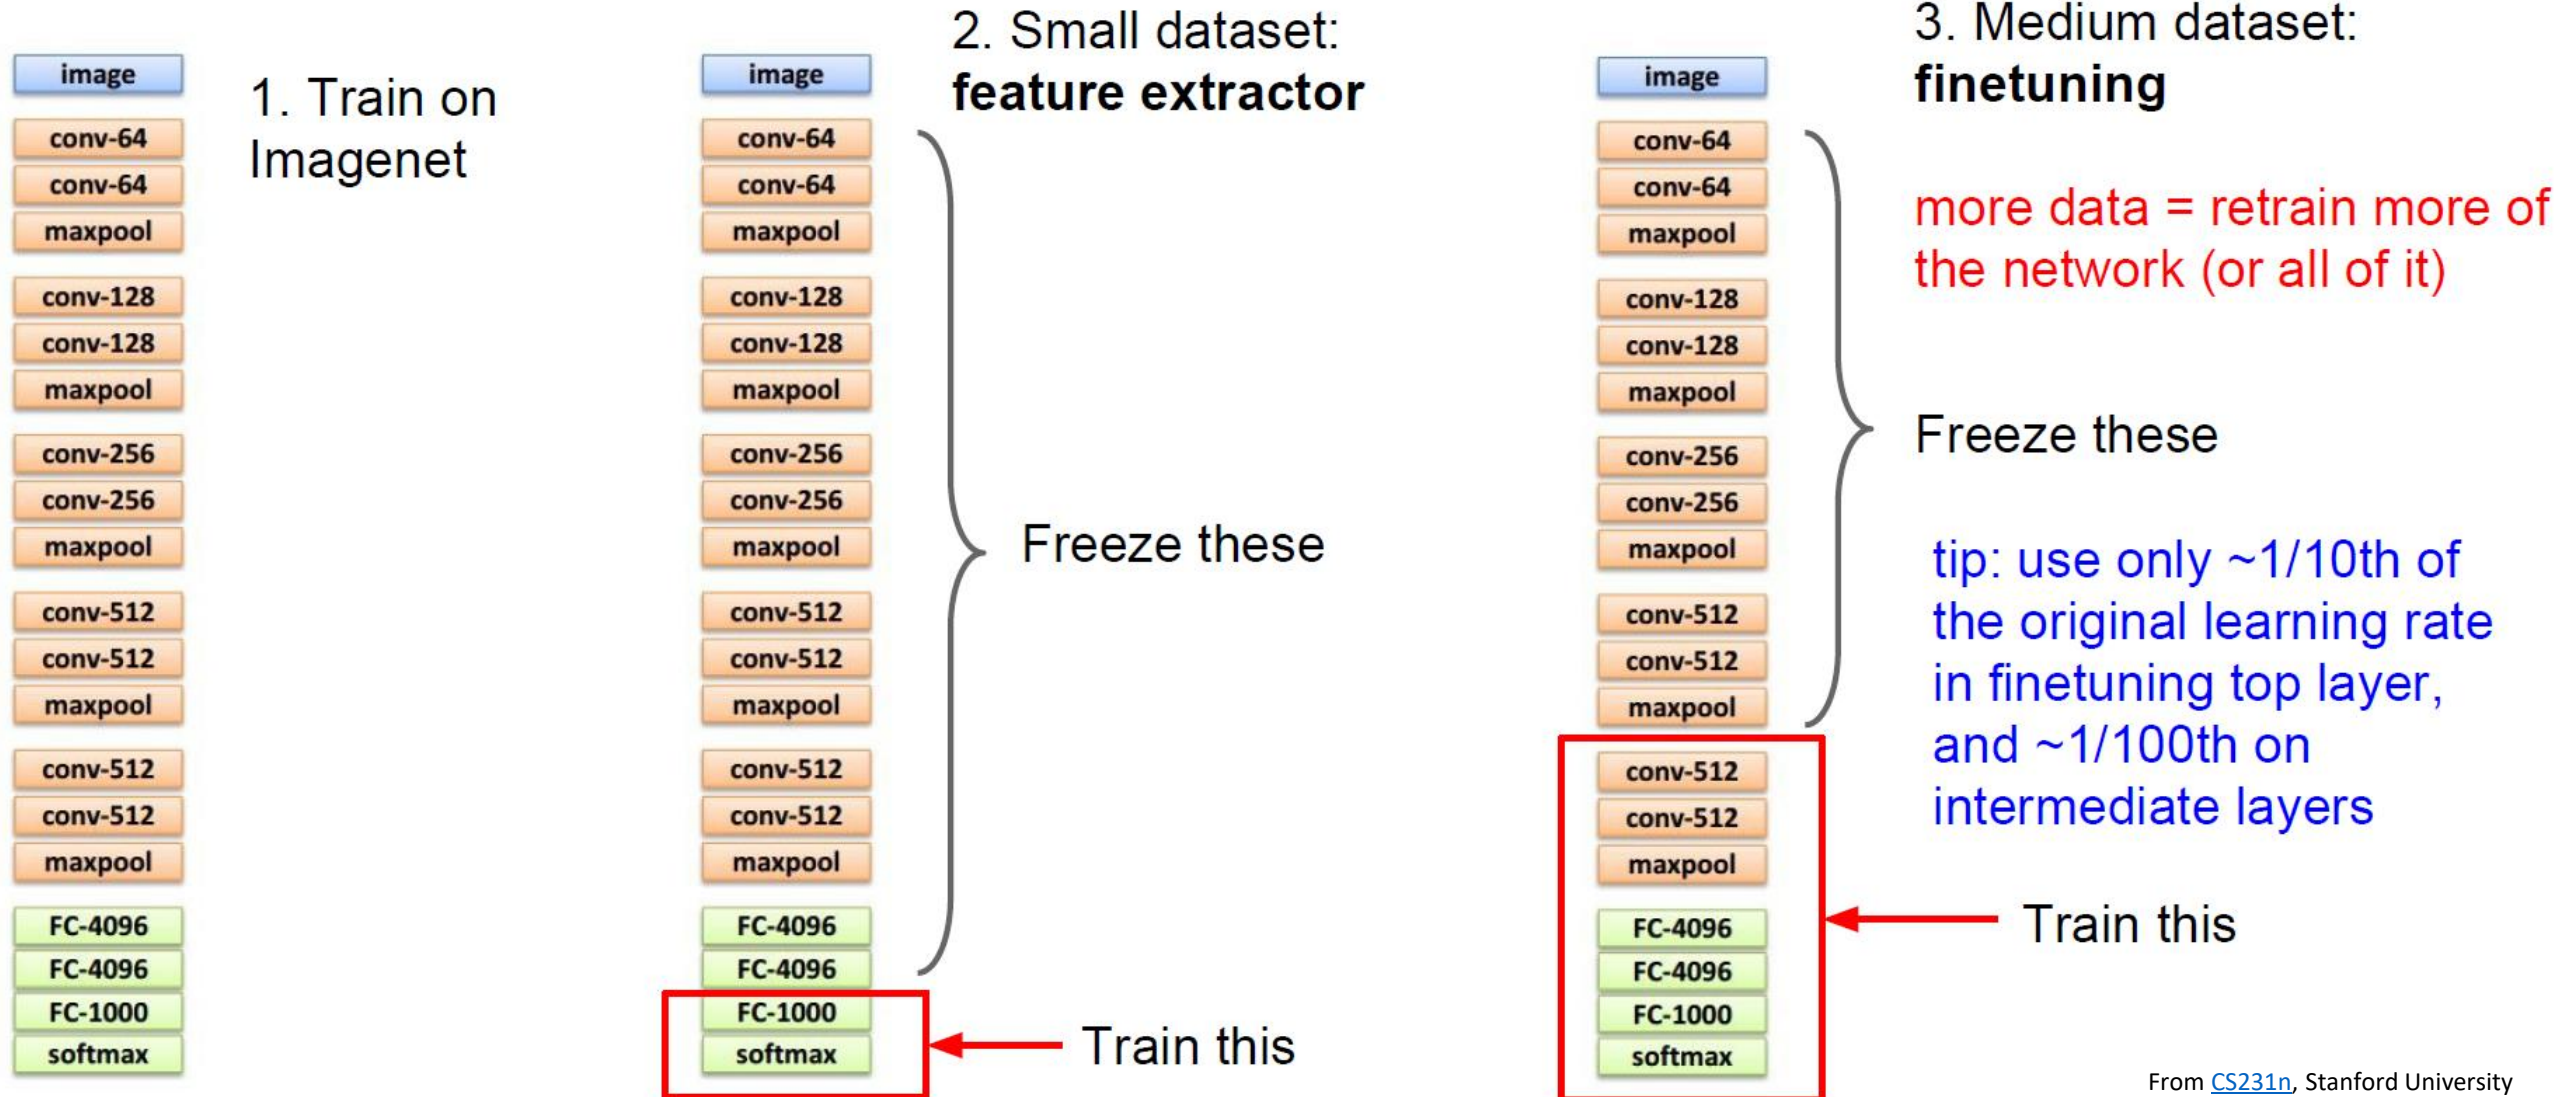 image
conv-64
conv-64
maxpool
conv-128
conv-128
maxpool
conv-256
conv-256
maxpool
conv-512
conv-512
maxpool
conv-512
conv-512
maxpool
FC-4096
FC-4096
FC-1000
softmax
1. Train on
Imagenet
image
conv-64
conv-64
maxpool
conv-128
conv-128
maxpool
conv-256
conv-256
maxpool
conv-512
conv-512
maxpool
conv-512
conv-512
maxpool
FC-4096
FC-4096
FC-1000
softmax
2. Small dataset:
feature extractor
Freeze these
Train this
image
conv-64
conv-64
maxpool
conv-128
conv-128
maxpool
conv-256
conv-256
maxpool
conv-512
conv-512
maxpool
conv-512
conv-512
maxpool
FC-4096
FC-4096
FC-1000
softmax
3. Medium dataset:
finetuning
more data = retrain more of
the network (or all of it)
Freeze these
tip: use only ~1/10th of
the original learning rate
in finetuning top layer,
and ~1/100th on
intermediate layers
Train this
From CS231n, Stanford University